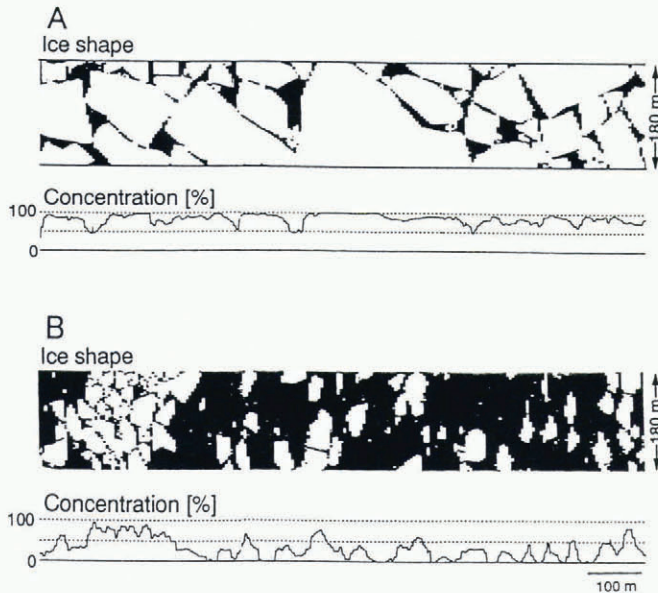 A
Ice shape
180 m
Concentration [%]
100
0
B
Ice shape
180 m
Concentration [%]
100
0
100 m